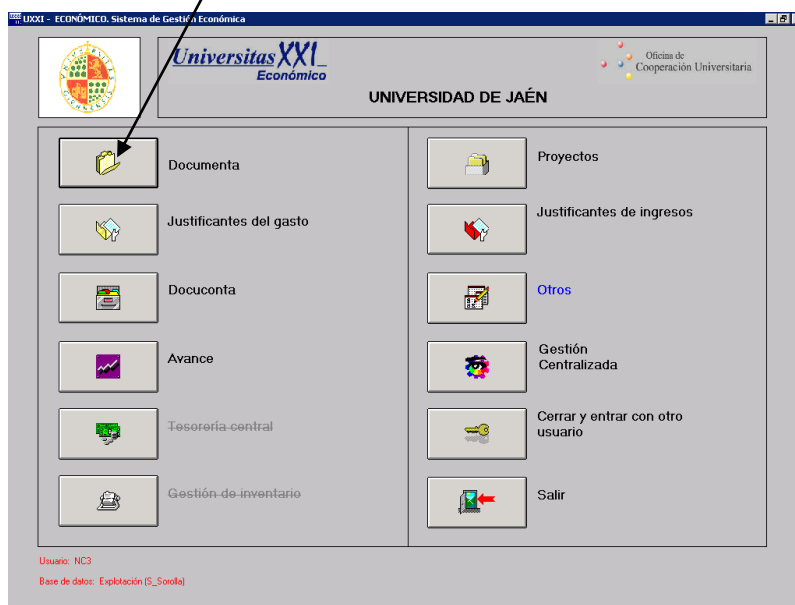 UXXI - ECONÓMICO. Sistema de Gestión Económica
Universitas XXI
Económico
Oficina de
Cooperación Universitaria
UNIVERSIDAD DE JAÉN
Documenta
Proyectos
Justificantes del gasto
Justificantes de ingresos
Docuconta
Otros
Avance
Gestión
Centralizada
Tesorería central
Cerrar y entrar con otro
usuario
Gestión de inventario
Salir
Usuario: NC3
Base de datos: Explotación (S_Sorolla)